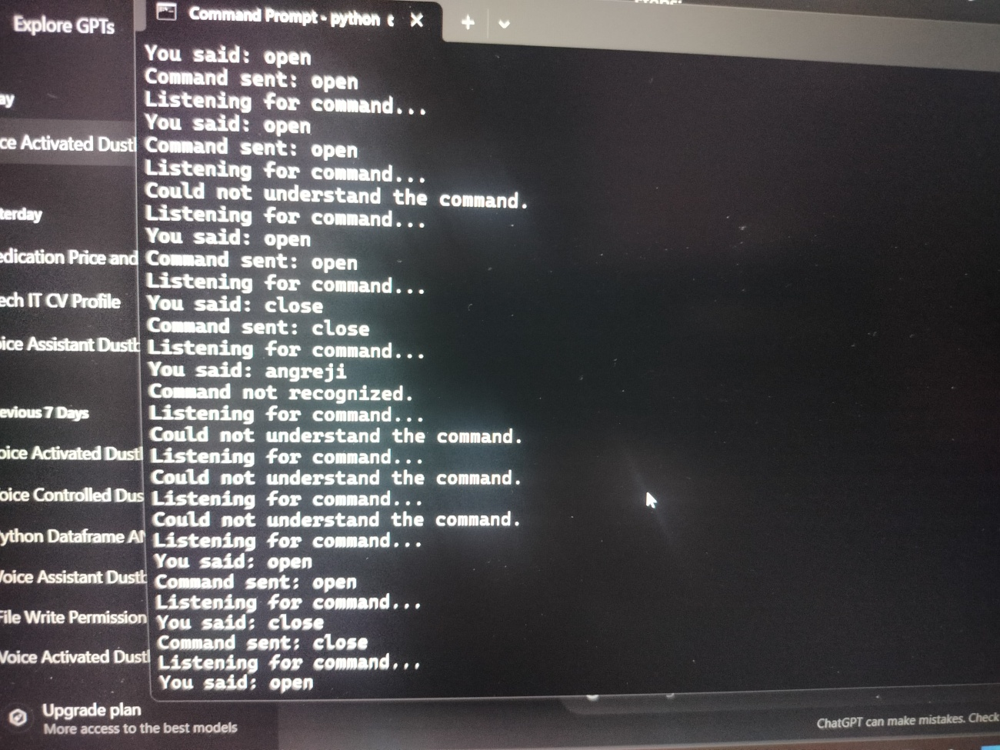 Explore GPTs
ay
ce Activated Dustl
terday
edication Price and
ech IT CV Profile
oice Assistant Dustb
evious 7 Days
oice Activated Dustl
oice Controlled Dus
ython Dataframe AN
Voice Assistant Dustb
File Write Permission
Voice Activated Dustl
Upgrade plan
More access to the best models
Command Prompt - python c
You said: open
Command sent: open
Listening for command...
You said: open
Command sent: open
Listening for command...
Could not understand the command.
Listening for command...
You said: open
Command sent: open
Listening for command...
You said: close
Command sent: close
Listening for command...
You said: angreji
Command not recognized.
Listening for command...
Could not understand the command.
Listening for command...
Could not understand the command.
Listening for command...
Could not understand the command.
Listening for command...
You said: open
Command sent: open
Listening for command...
You said: close
Command sent: close
Listening for command...
You said: open
ChatGPT can make mistakes. Check